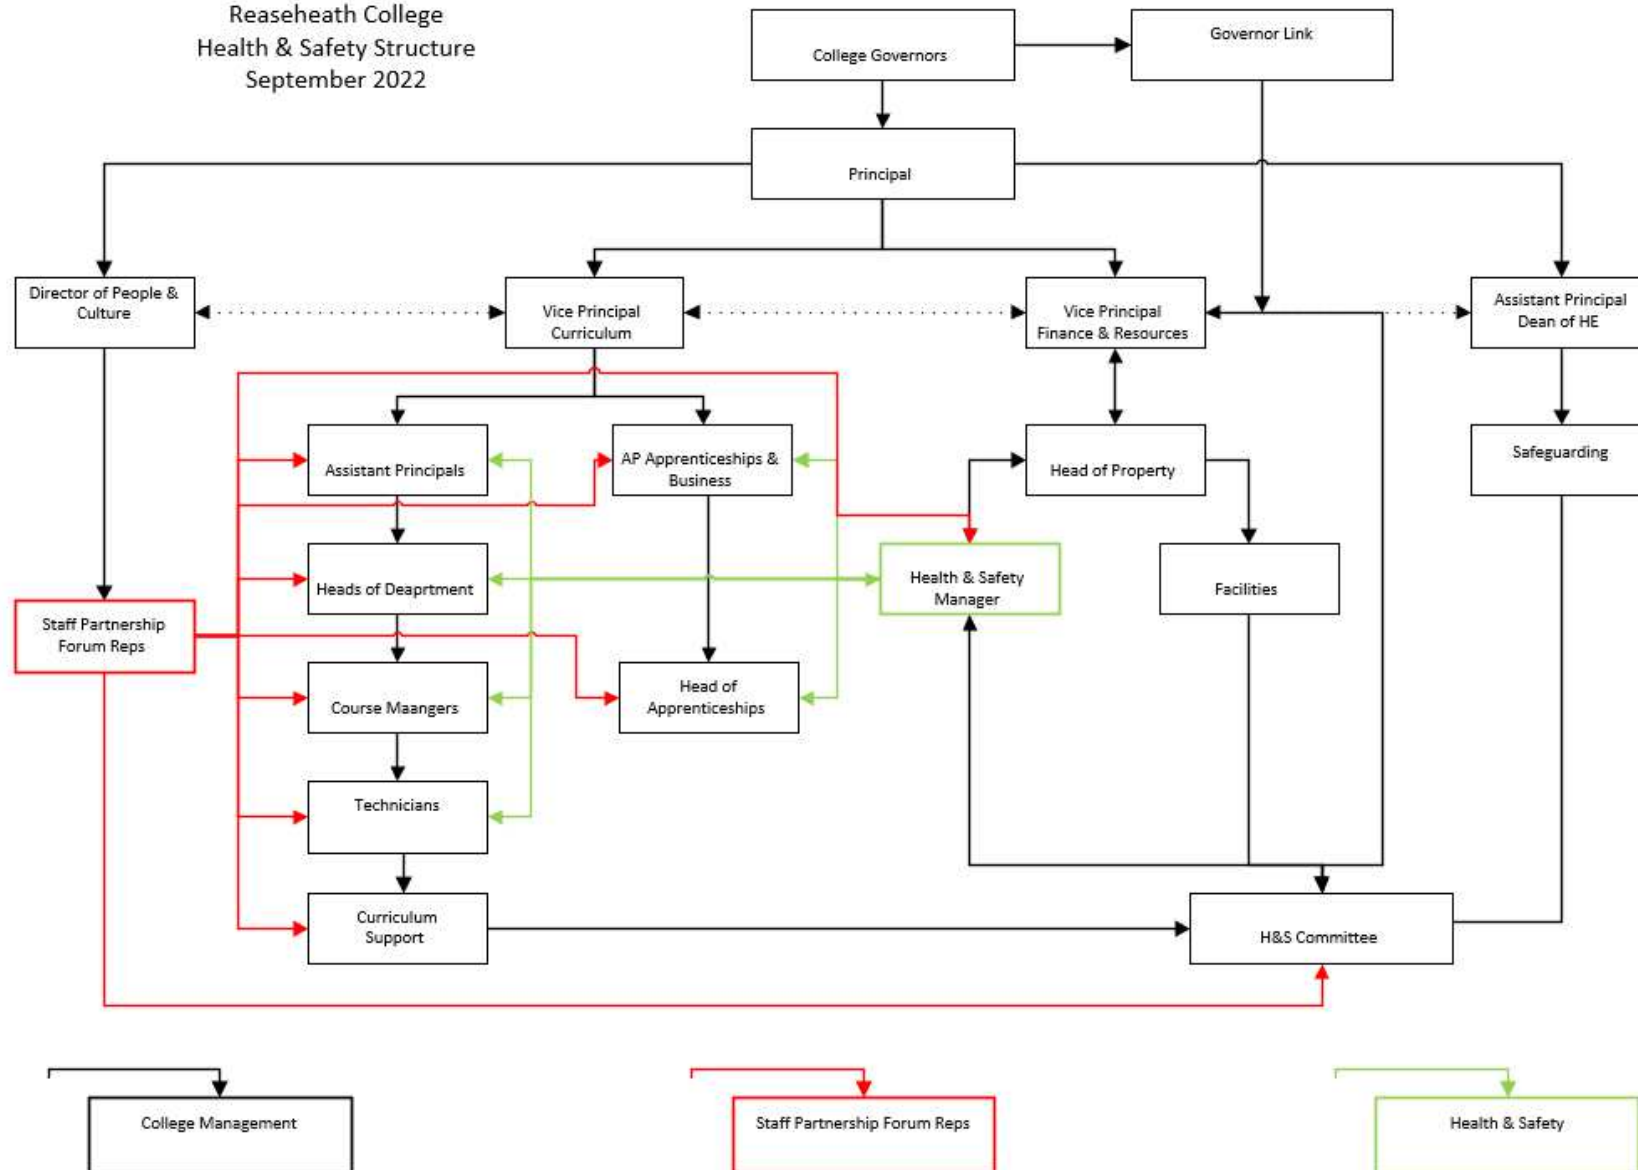 Reaseheath College
Health & Safety Structure
September 2022
College Governors
Governor Link
Principal
Director of People &
Culture
Vice Principal
Curriculum
Vice Principal
Finance & Resources
Assistant Principal
Dean of HE
Assistant Principals
AP Apprenticeships &
Business
Head of Property
Safeguarding
Heads of Deaprtment
Health & Safety
Manager
Facilities
Staff Partnership
Forum Reps
Course Maangers
Head of
Apprenticeships
Technicians
Curriculum
Support
H&S Committee
College Management
Staff Partnership Forum Reps
Health & Safety